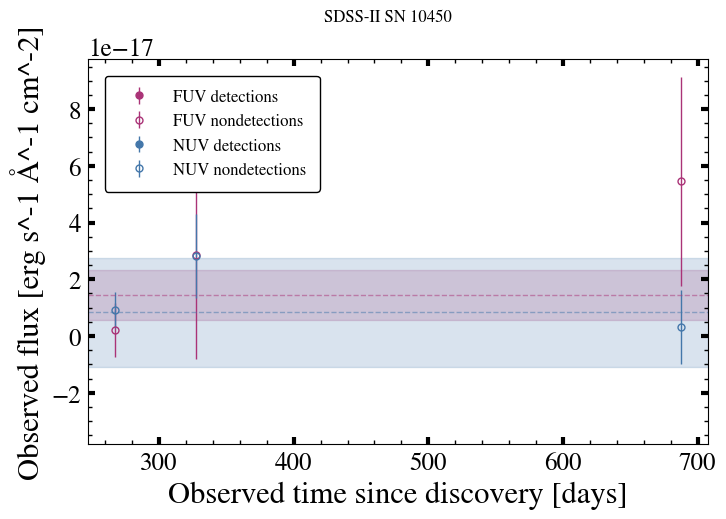 SDSS-II SN 10450
1e−17
Observed flux [erg s^-1 Å^-1 cm^-2]
FUV detections
FUV nondetections
NUV detections
NUV nondetections
8
6
4
2
0
−2
300 400 500 600 700
Observed time since discovery [days]